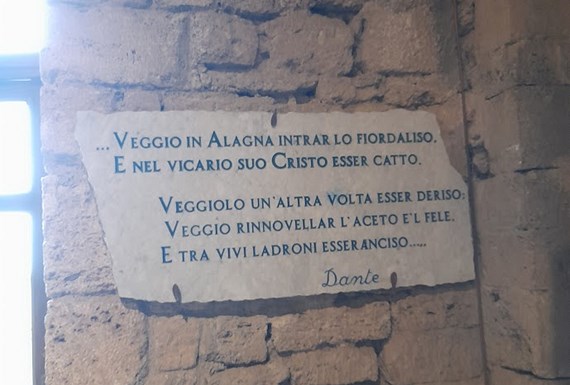 ...VEGGIO IN ALAGNA INTRAR LO FIORDALISO.
E NEL VICARIO SUO CRISTO ESSER CATTO.
VEGGIOLO UN'ALTRA VOLTA ESSER DERISO:
VEGGIO RINNOVELLAR L'ACETO E'L FELE.
E TRA VIVI LADRONI ESSER ANCISO.....
Dante